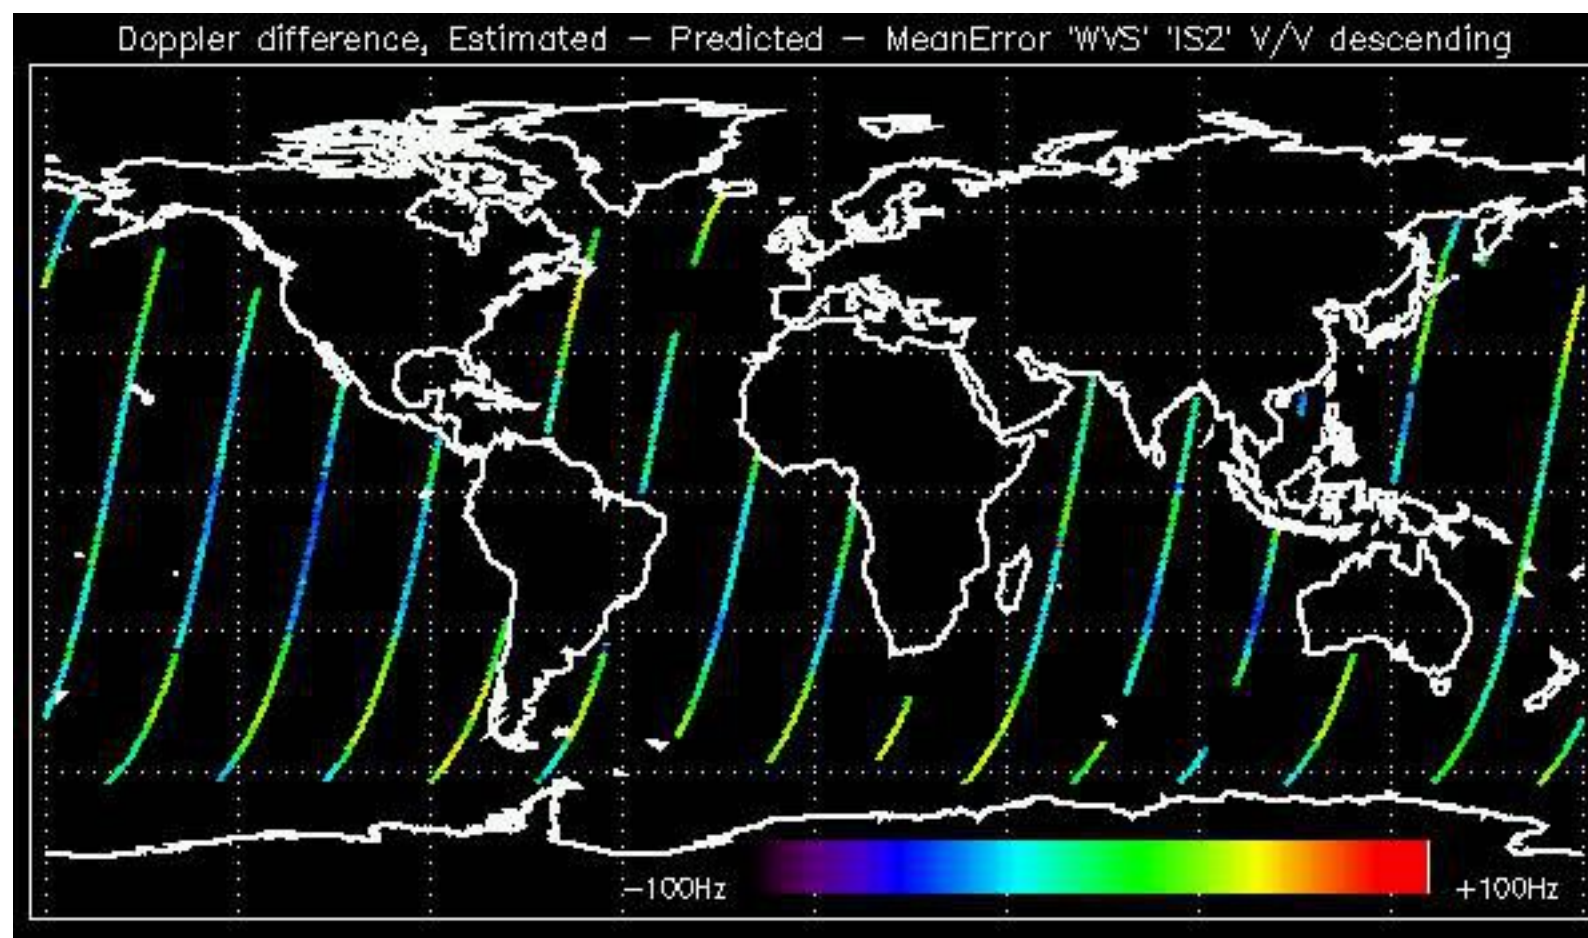 Doppler difference, Estimated – Predicted – MeanError 'WVS' 'IS2' V/V descending
−100Hz +100Hz